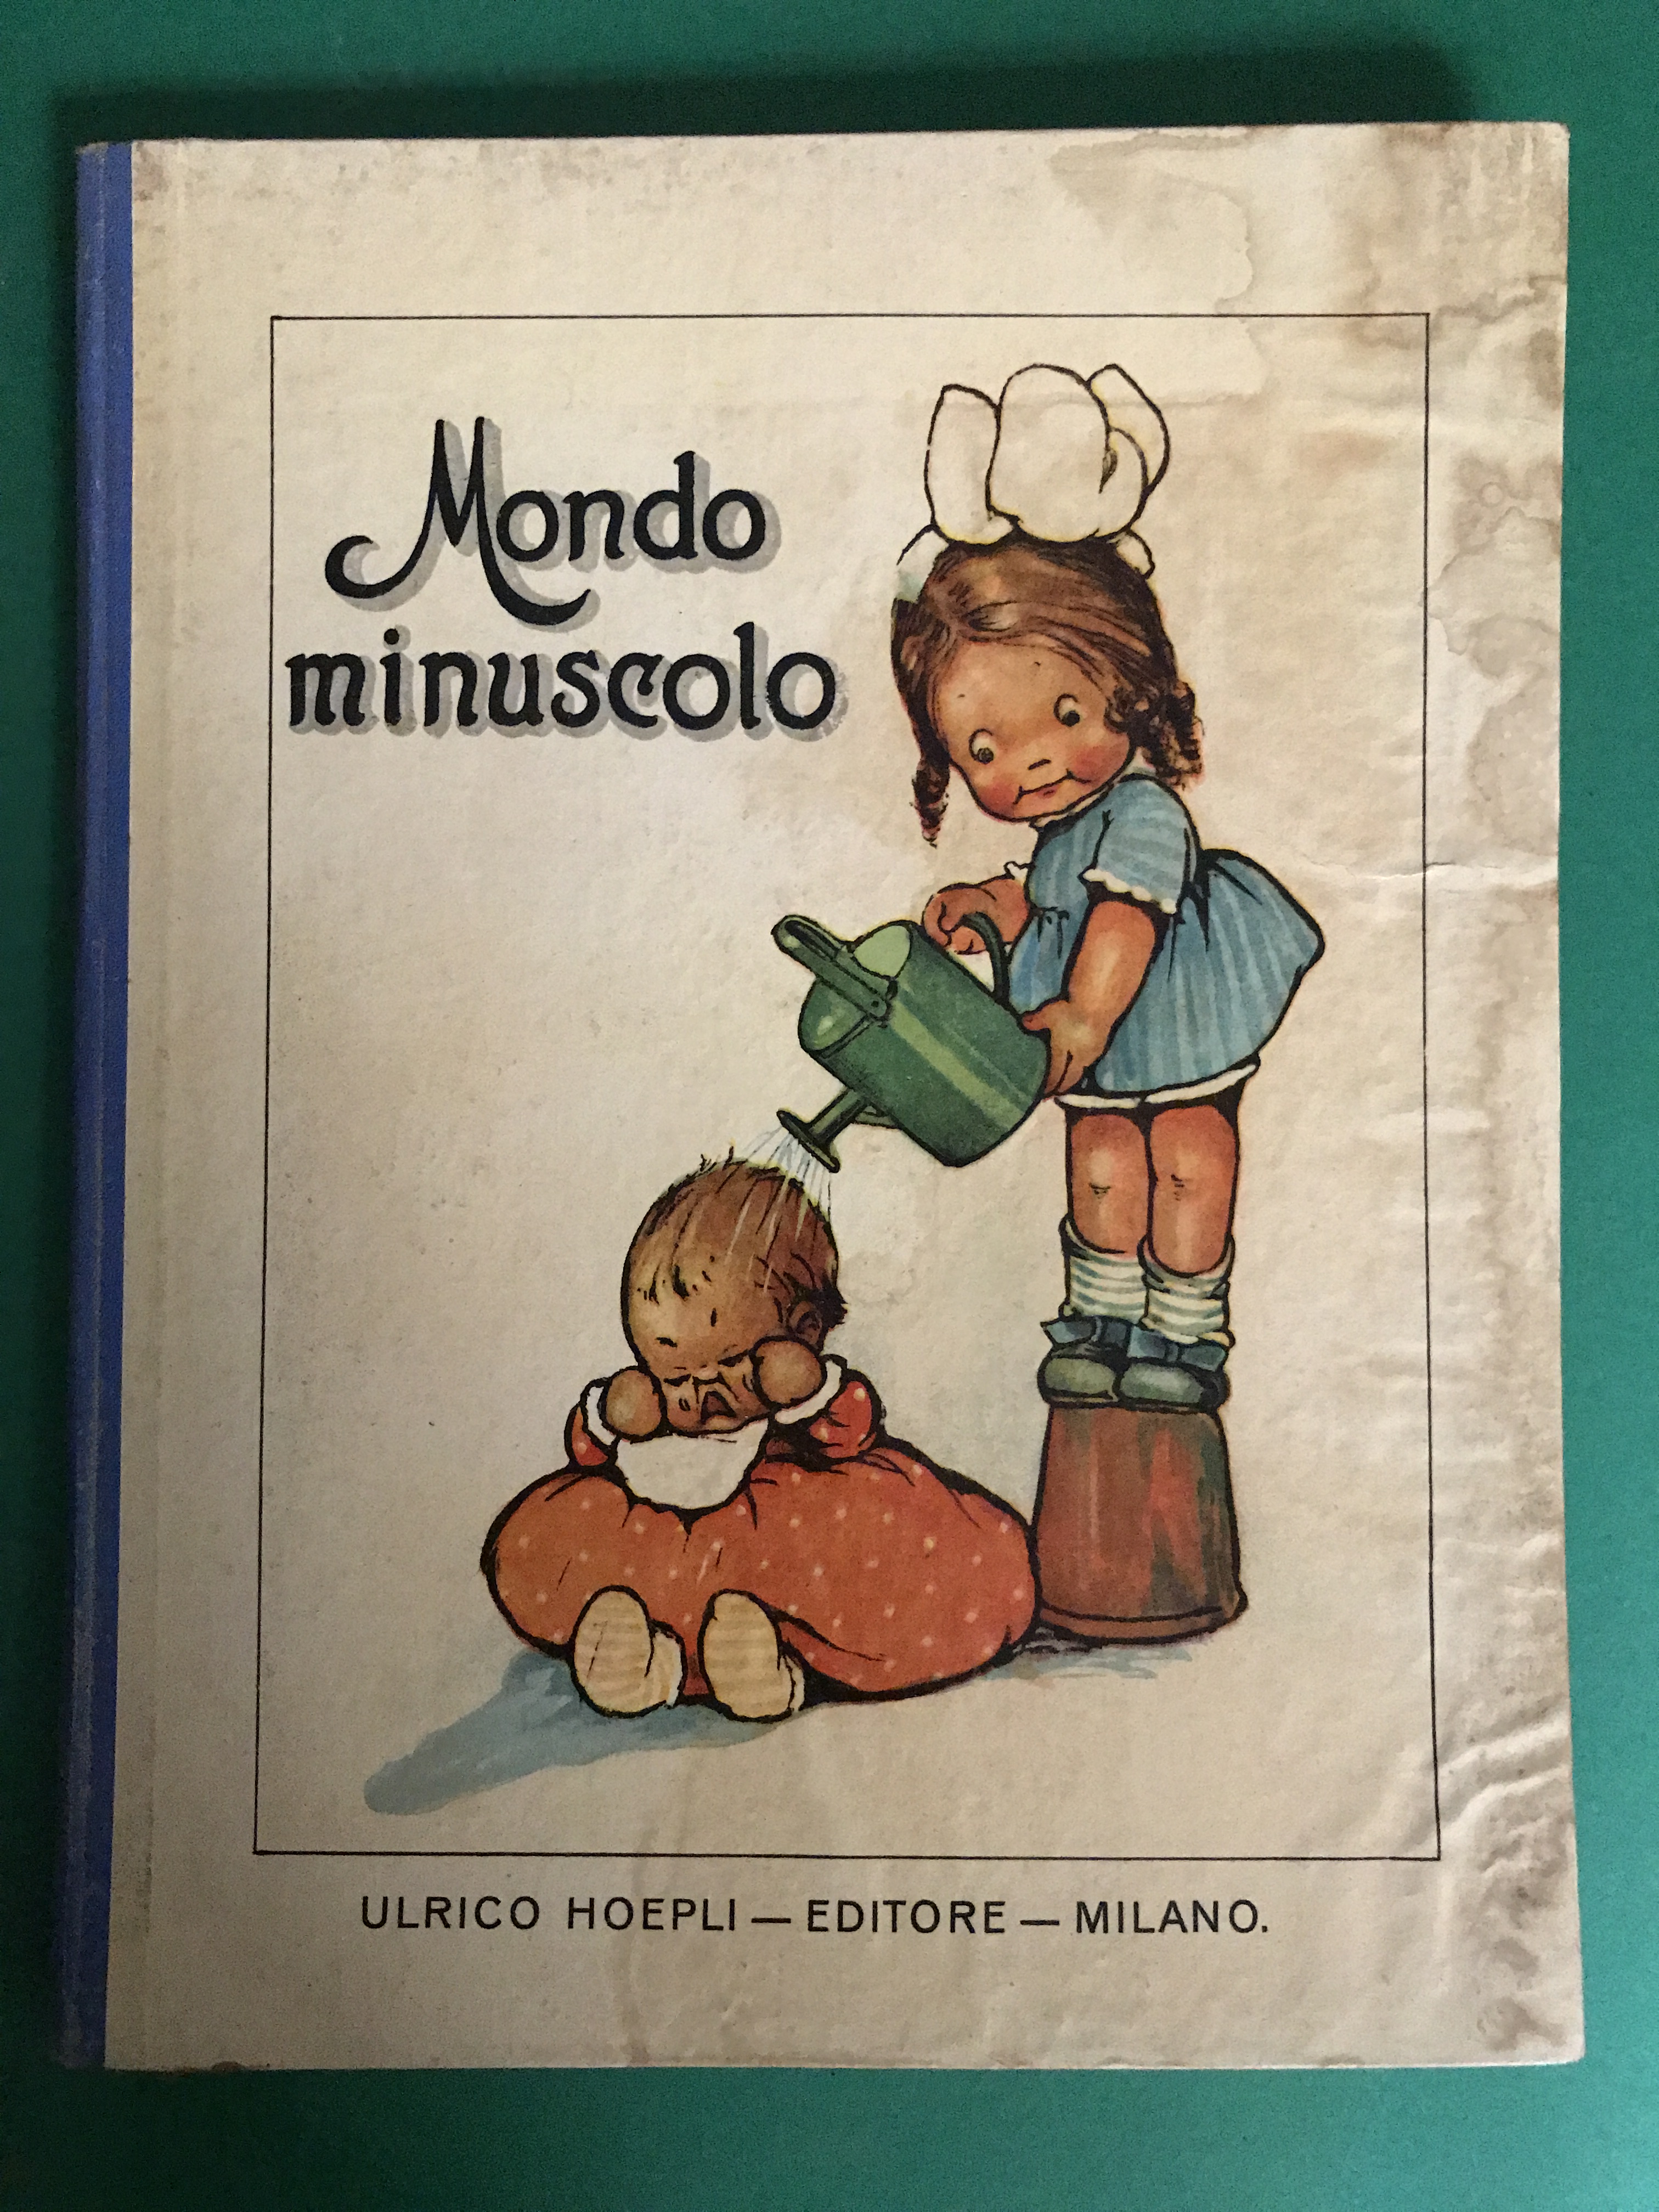 Mondo
minuscolo
ULRICO HOEPLI — EDITORE — MILANO.